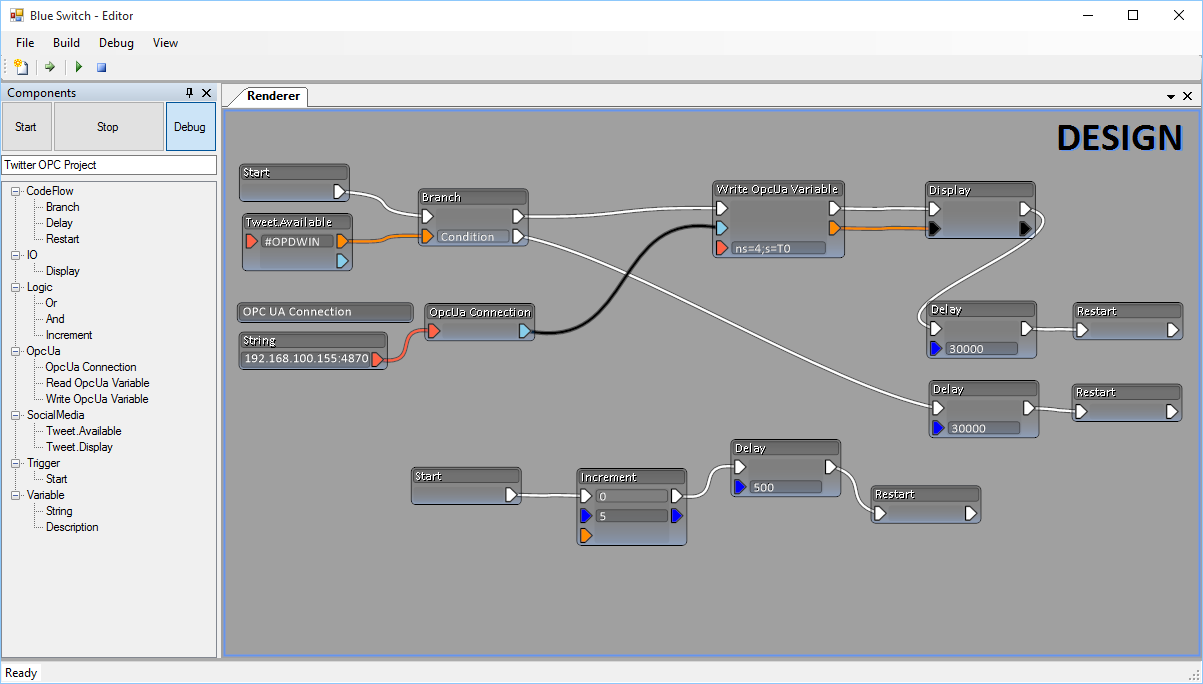 Blue Switch - Editor
File Build Debug View
Components
Start Stop Debug
Twitter OPC Project
CodeFlow
Branch
Delay
Restart
IO
Display
Logic
Or
And
Increment
OpcUa
OpcUa Connection
Read OpcUa Variable
Write OpcUa Variable
SocialMedia
Tweet.Available
Tweet.Display
Trigger
Start
Variable
String
Description
Renderer
DESIGN
Start
Tweet.Available
#OPDWIN
Branch
Condition
Write OpcUa Variable
ns=4;s=T0
Display
OPC UA Connection
String
192.168.100.155:4870
OpcUa Connection
Delay
30000
Restart
Delay
30000
Restart
Start
Increment
0
5
Delay
500
Restart
Ready